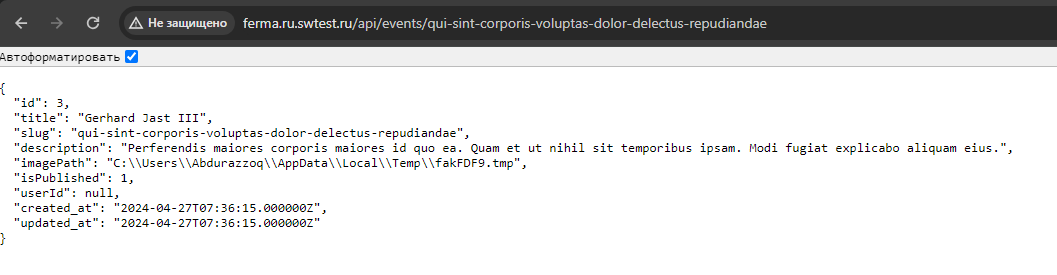 Не защищено ferma.ru.swtest.ru/api/events/qui-sint-corporis-voluptas-dolor-delectus-repudiandae
Автоформатировать
{
  "id": 3,
  "title": "Gerhard Jast III",
  "slug": "qui-sint-corporis-voluptas-dolor-delectus-repudiandae",
  "description": "Perferendis maiores corporis maiores id quo ea. Quam et ut nihil sit temporibus ipsam. Modi fugiat explicabo aliquam eius.",
  "imagePath": "C:\\Users\\Abdurazzoq\\AppData\\Local\\Temp\\fakFDF9.tmp",
  "isPublished": 1,
  "userId": null,
  "created_at": "2024-04-27T07:36:15.000000Z",
  "updated_at": "2024-04-27T07:36:15.000000Z"
}